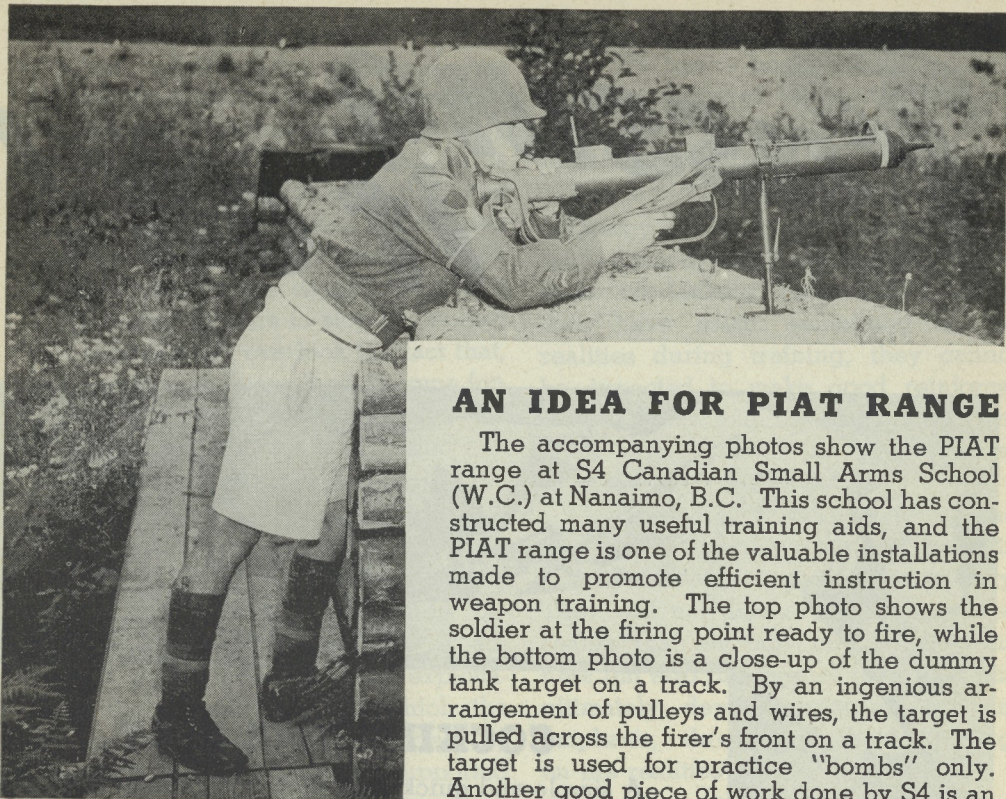 AN IDEA FOR PIAT RANGE
The accompanying photos show the PIAT
range at S4 Canadian Small Arms School
(W.C.) at Nanaimo, B.C. This school has con-
structed many useful training aids, and the
PIAT range is one of the valuable installations
made to promote efficient instruction in
weapon training. The top photo shows the
soldier at the firing point ready to fire, while
the bottom photo is a close-up of the dummy
tank target on a track. By an ingenious ar-
rangement of pulleys and wires, the target is
pulled across the firer's front on a track. The
target is used for practice "bombs" only.
Another good piece of work done by S4 is an